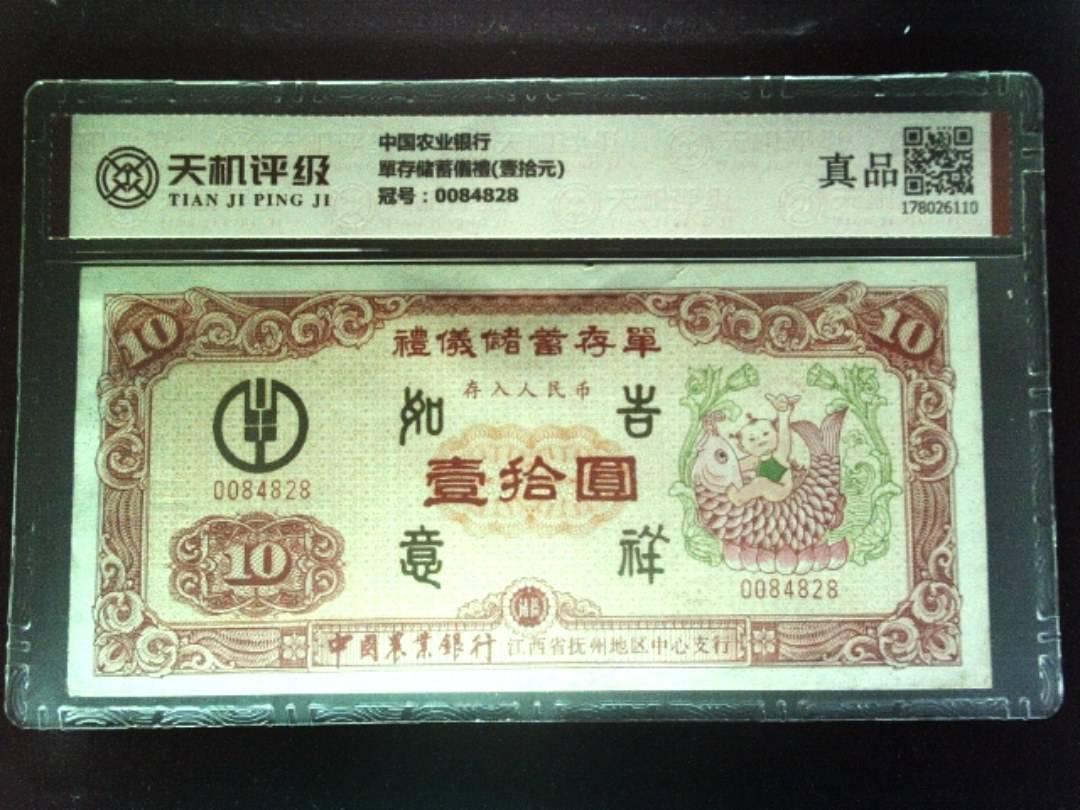 天机评级
TIAN JI PING JI
中国农业银行
單存儲蓄儀禮(壹拾元)
冠号：0084828
真品
178026110
10
10
禮儀儲蓄存單
存入人民币
如
吉
壹拾圓
0084828
10
意
祥
0084828
中國農業銀行 江西省抚州地区中心支行